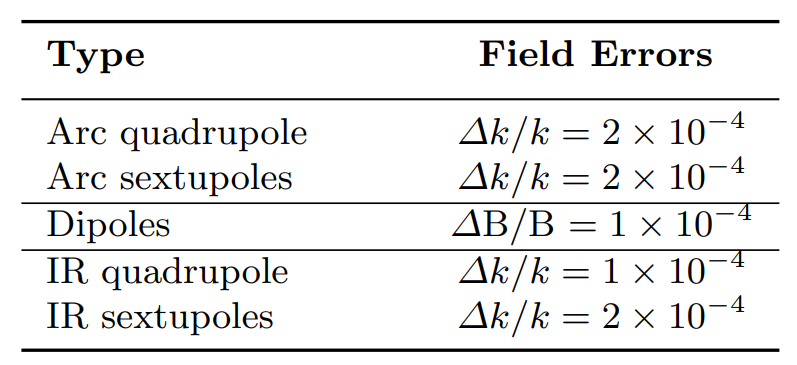 Type Field Errors
Arc quadrupole Δk/k = 2 × 10⁻⁴
Arc sextupoles Δk/k = 2 × 10⁻⁴
Dipoles ΔB/B = 1 × 10⁻⁴
IR quadrupole Δk/k = 1 × 10⁻⁴
IR sextupoles Δk/k = 2 × 10⁻⁴